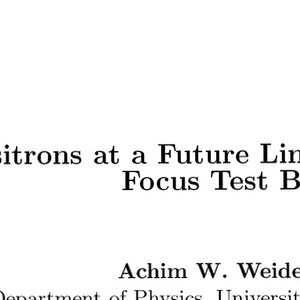 sitrons at a Future Lin
Focus Test B
Achim W. Weide
Department of Physics, Universit